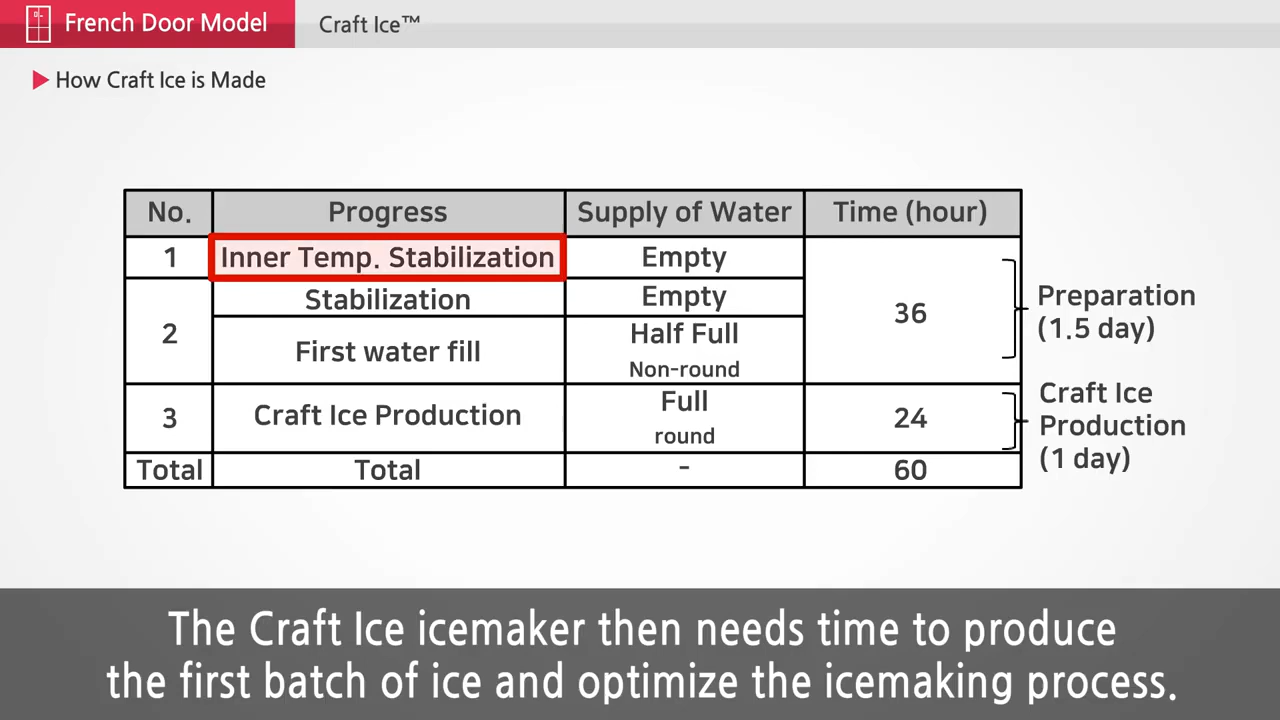 French Door Model
Craft Ice™
How Craft Ice is Made
No. Progress Supply of Water Time (hour)
1 Inner Temp. Stabilization Empty 36
2 Stabilization Empty
First water fill Half Full
Non-round
Preparation
(1.5 day)
3 Craft Ice Production Full
round 24
Craft Ice
Production
(1 day)
Total Total - 60
The Craft Ice icemaker then needs time to produce
the first batch of ice and optimize the icemaking process.